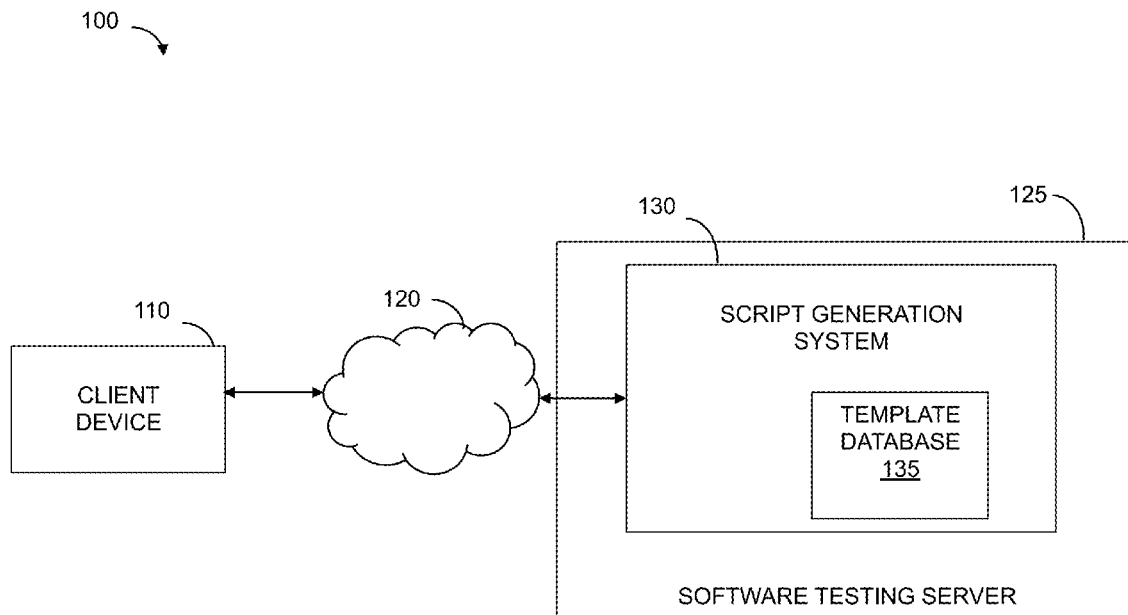 100
125
130
SCRIPT GENERATION
SYSTEM
110
120
CLIENT
DEVICE
TEMPLATE
DATABASE
135
SOFTWARE TESTING SERVER